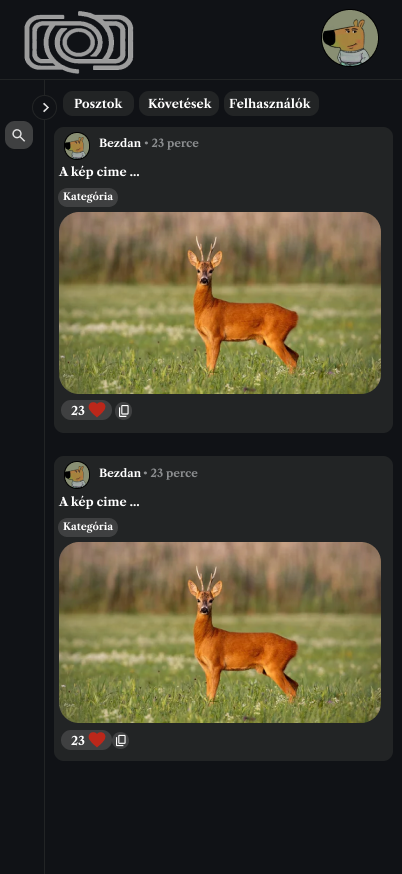 Posztok Követések Felhasználók
Bezdan • 23 perce
A kép cime ...
Kategória
23
Bezdan • 23 perce
A kép cime ...
Kategória
23